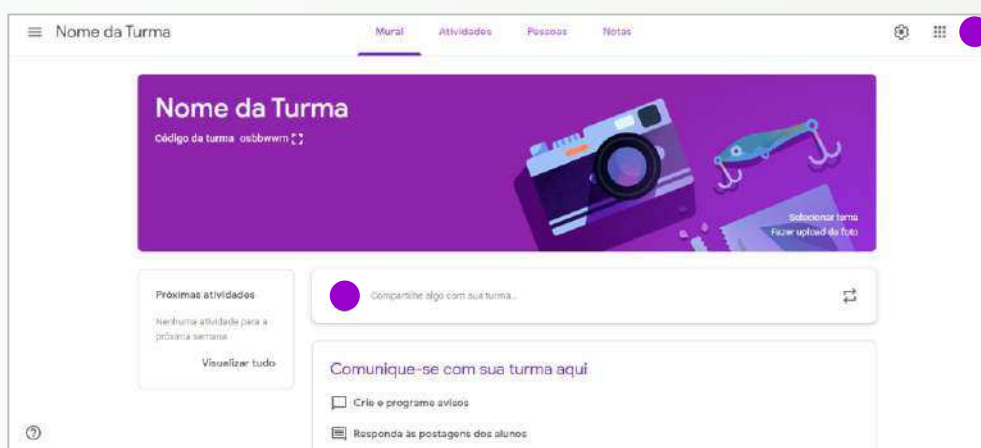 Nome da Turma
Mural Atividades Pessoas Notas
Nome da Turma
Código da turma osbbwwm
Selecionar tema
Fazer upload da foto
Próximas atividades
Nenhuma atividade para a
próxima semana
Visualizar tudo
Compartilhe algo com sua turma...
Comunique-se com sua turma aqui
Crie e programe avisos
Responda às postagens dos alunos